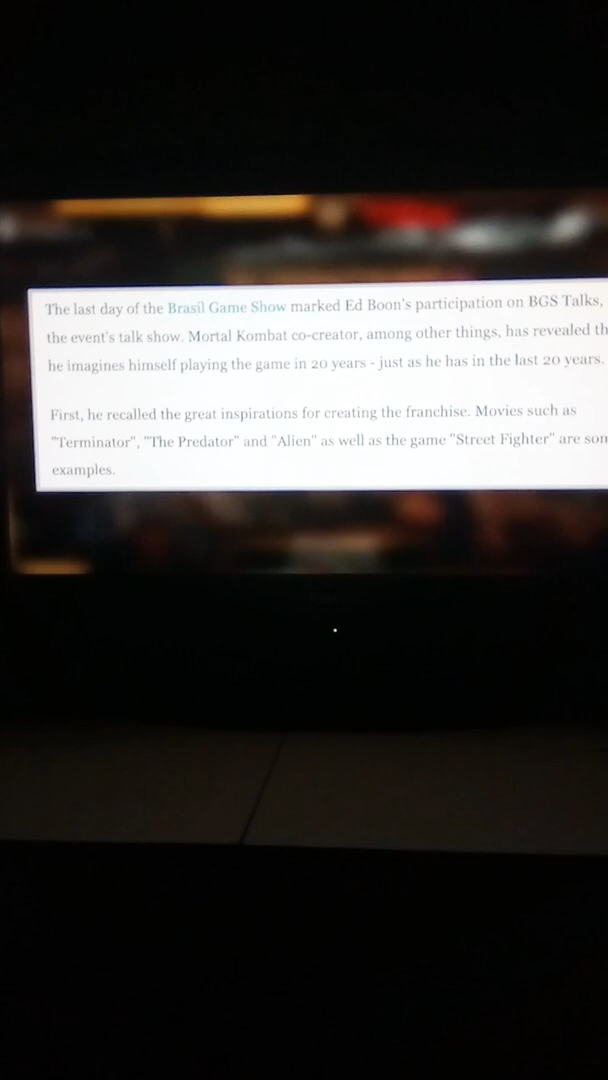 The last day of the Brasil Game Show marked Ed Boon's participation on BGS Talks,
the event's talk show. Mortal Kombat co-creator, among other things, has revealed th
he imagines himself playing the game in 20 years - just as he has in the last 20 years.
First, he recalled the great inspirations for creating the franchise. Movies such as
"Terminator", "The Predator" and "Alien" as well as the game "Street Fighter" are som
examples.